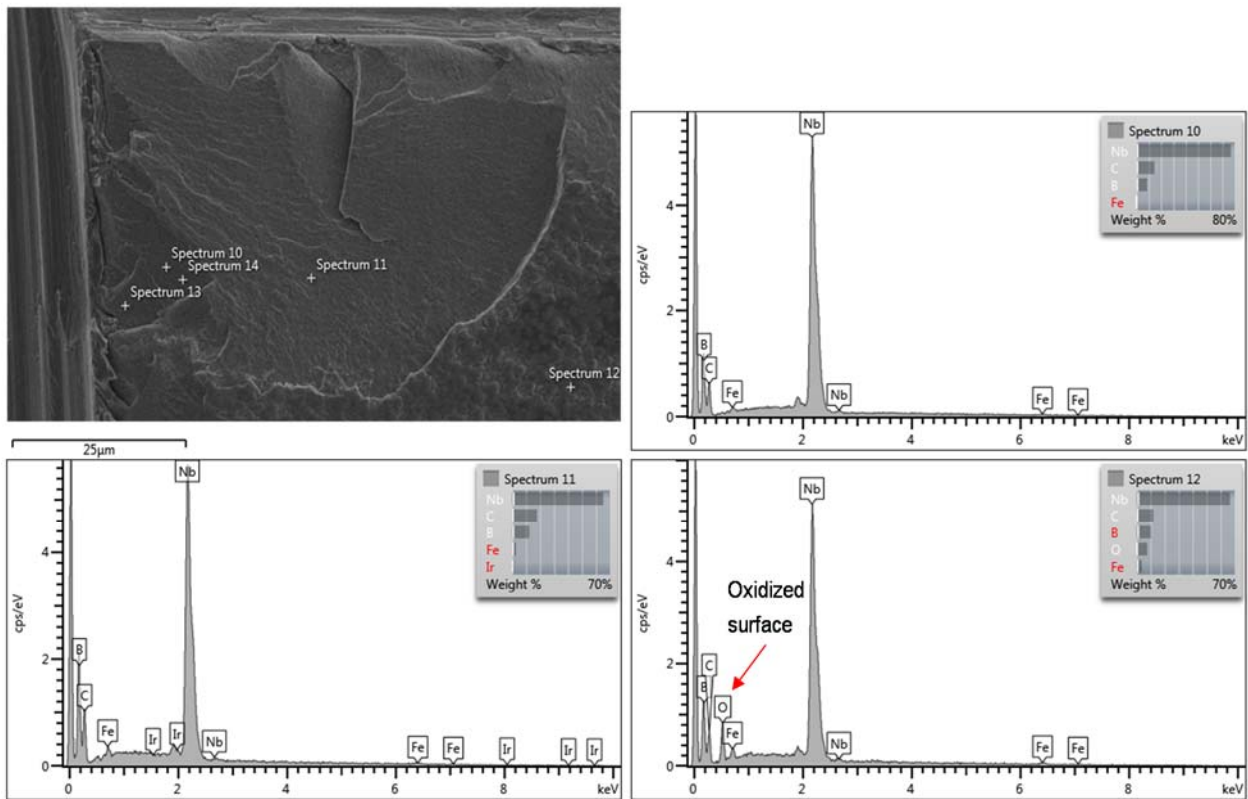 Spectrum 10
Spectrum 14
Spectrum 11
Spectrum 13
Spectrum 12
25µm
Nb
Spectrum 10
Nb
C
B
Fe
Weight % 80%
4
cps/eV
2
B
C
Fe
Nb
Fe
Fe
0
0 2 4 6 8 keV
Nb
Spectrum 11
Nb
C
B
Fe
Ir
Weight % 70%
4
cps/eV
2
B
C
Fe
Ir
Ir
Nb
Fe
Fe
Ir
Ir
Ir
0
0 2 4 6 8 keV
Nb
Spectrum 12
Nb
C
B
O
Fe
Weight % 70%
Oxidized
surface
4
cps/eV
2
C
B
O
Fe
Nb
Fe
Fe
0
0 2 4 6 8 keV